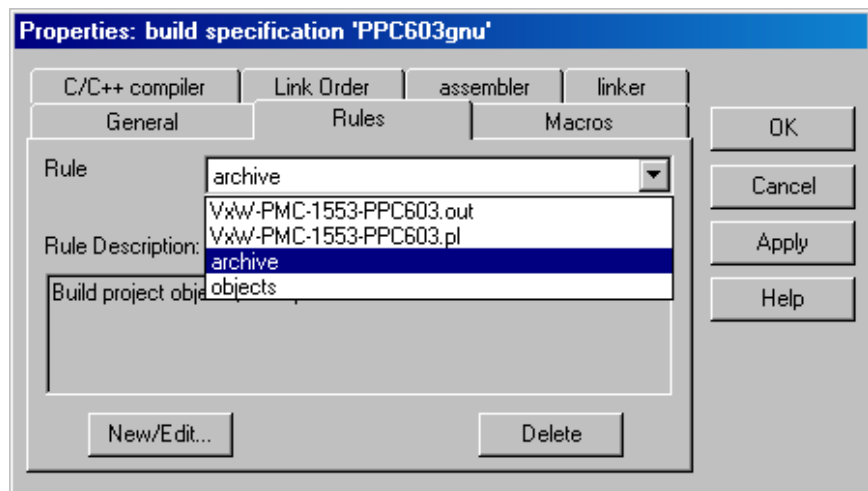 Properties: build specification 'PPC603gnu'
C/C++ compiler Link Order assembler linker
General Rules Macros
OK
Rule archive
Cancel
VxW-PMC-1553-PPC603.out
VxW-PMC-1553-PPC603.pl
Rule Description:
Apply
archive
objects
Build project obje
Help
New/Edit... Delete